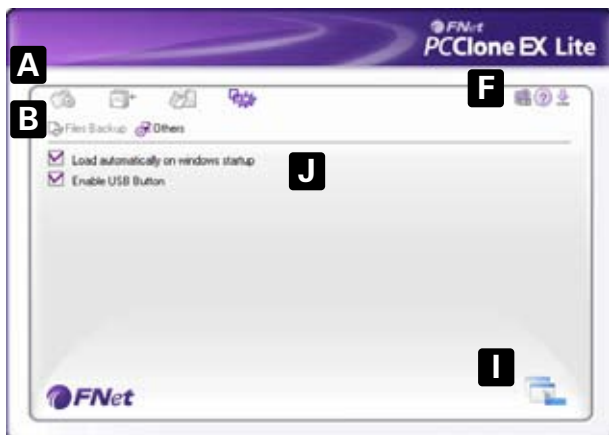 FNet
PCClone EX Lite
A
F
B
Files Backup Others
Load automatically on windows startup
J
Enable USB Button
I
FNet